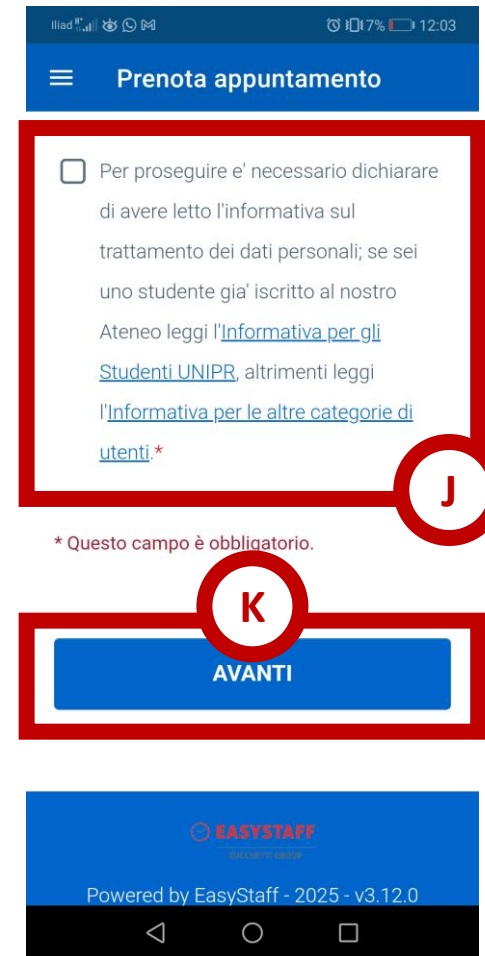 Iliad 7% 12:03
Prenota appuntamento
Per proseguire e' necessario dichiarare
di avere letto l'informativa sul
trattamento dei dati personali; se sei
uno studente gia' iscritto al nostro
Ateneo leggi l'Informativa per gli
Studenti UNIPR, altrimenti leggi
l'Informativa per le altre categorie di
utenti.*
J
* Questo campo è obbligatorio.
K
AVANTI
EASYSTAFF
ZUCCHETTI GROUP
Powered by EasyStaff - 2025 - v3.12.0